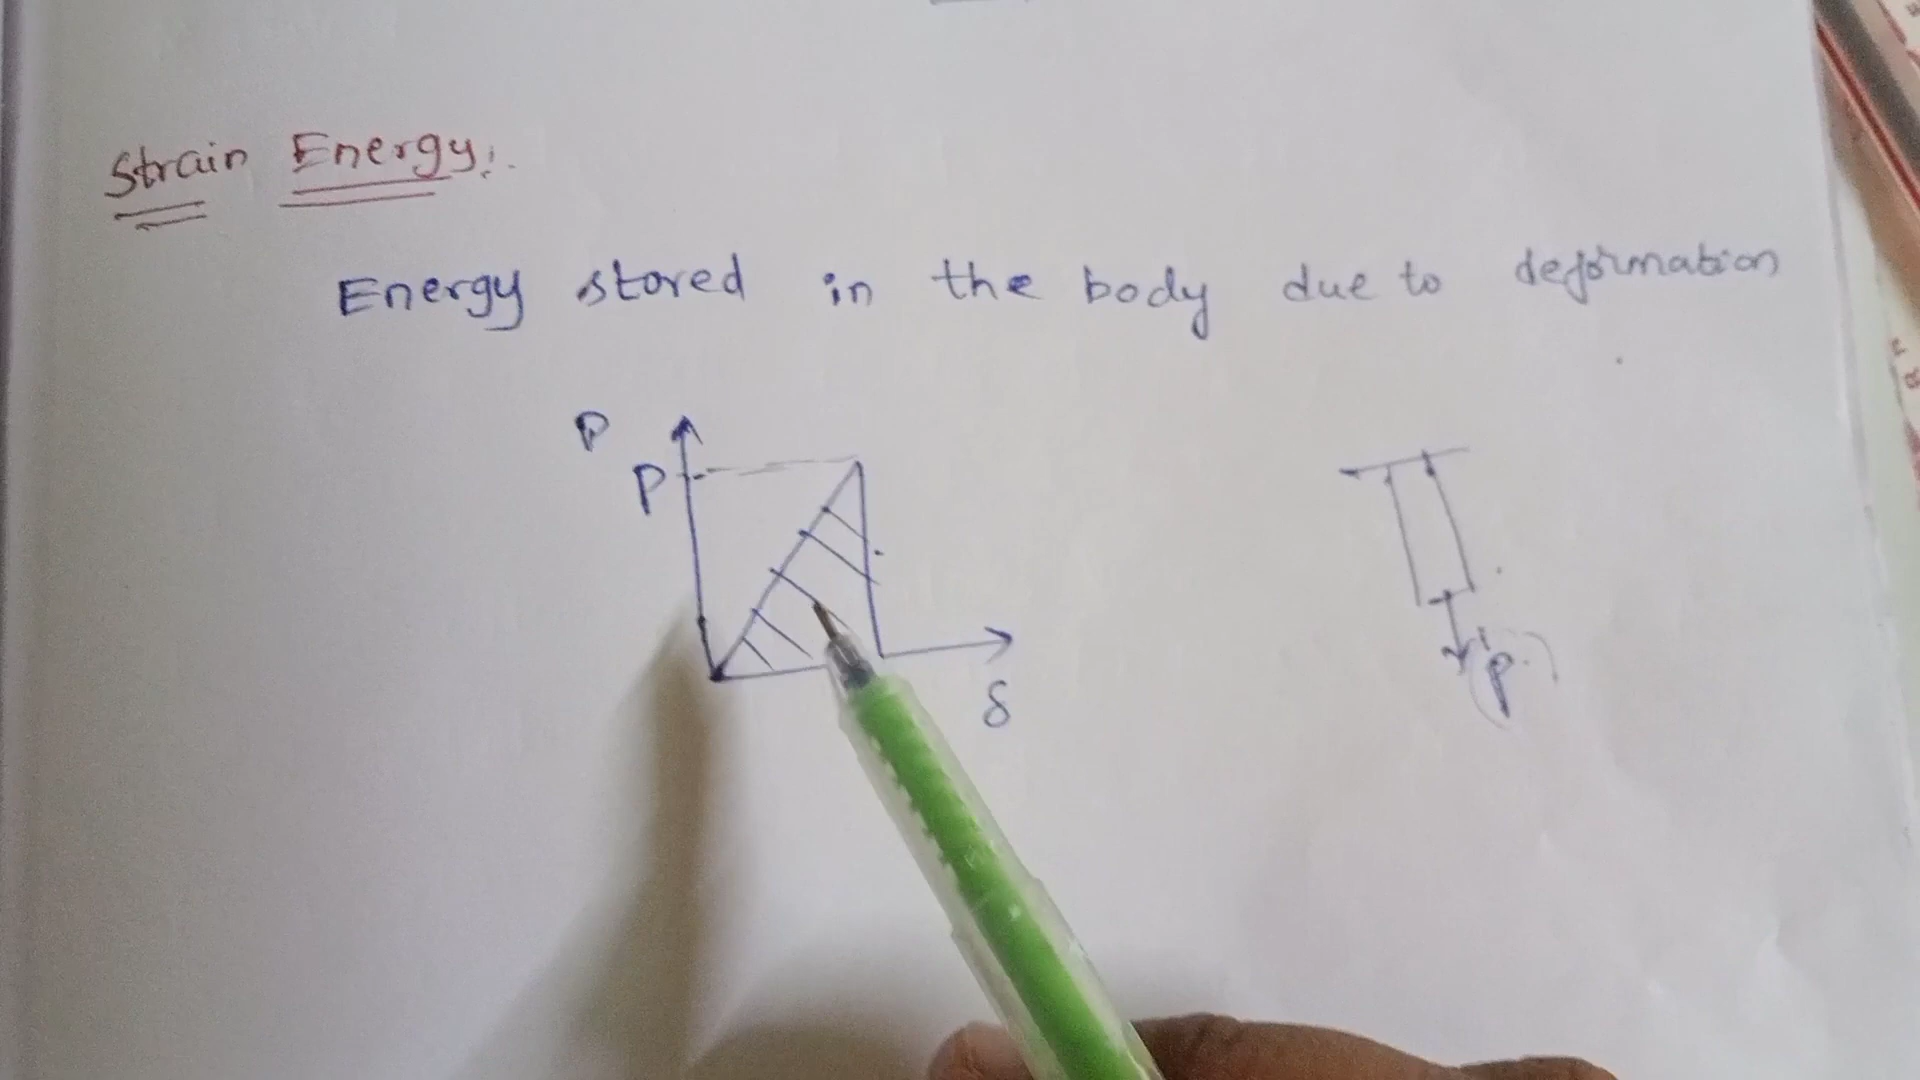 Strain Energy:.
Energy stored in the body due to deformation
P
P
δ
P